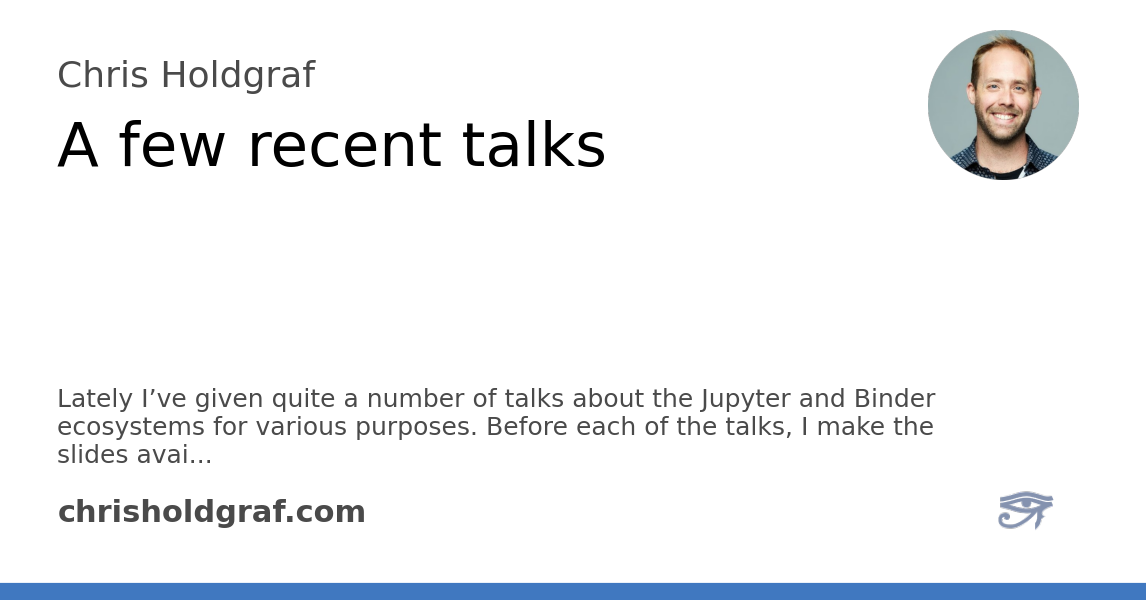 Chris Holdgraf
A few recent talks
Lately I’ve given quite a number of talks about the Jupyter and Binder
ecosystems for various purposes. Before each of the talks, I make the
slides avai...
chrisholdgraf.com